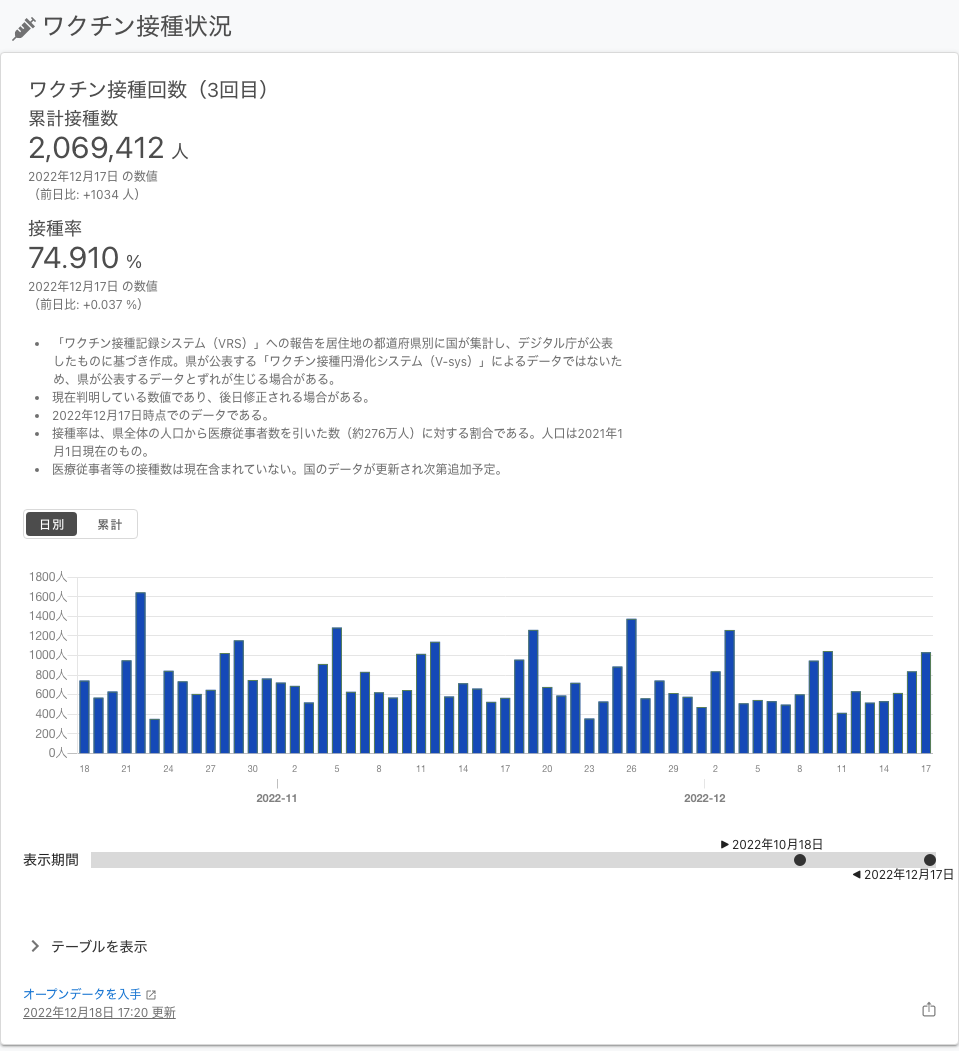 ワクチン接種状況
ワクチン接種回数（3回目）
累計接種数
2,069,412 人
2022年12月17日 の数値
（前日比: +1034 人）
接種率
74.910 %
2022年12月17日 の数値
（前日比: +0.037 %）
• 「ワクチン接種記録システム（VRS）」への報告を居住地の都道府県別に国が集計し、デジタル庁が公表
したものに基づき作成。県が公表する「ワクチン接種円滑化システム（V-sys）」によるデータではないた
め、県が公表するデータとずれが生じる場合がある。
• 現在判明している数値であり、後日修正される場合がある。
• 2022年12月17日時点でのデータである。
• 接種率は、県全体の人口から医療従事者数を引いた数（約276万人）に対する割合である。人口は2021年1
月1日現在のもの。
• 医療従事者等の接種数は現在含まれていない。国のデータが更新され次第追加予定。
日別 累計
1800人
1600人
1400人
1200人
1000人
800人
600人
400人
200人
0人
18 21 24 27 30 2 5 8 11 14 17 20 23 26 29 2 5 8 11 14 17
2022-11 2022-12
▶ 2022年10月18日
表示期間
◀ 2022年12月17日
テーブルを表示
オープンデータを入手
2022年12月18日 17:20 更新